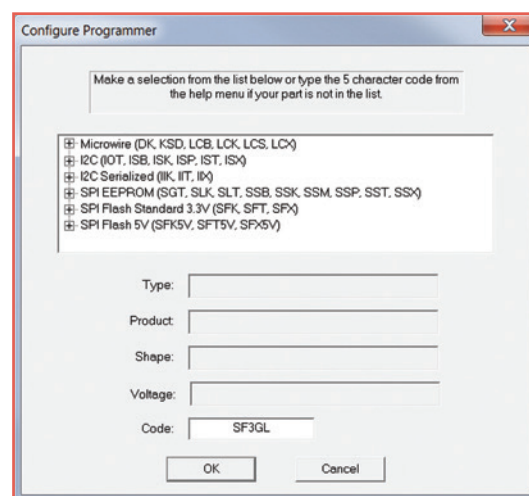 Configure Programmer
X
Make a selection from the list below or type the 5 character code from
the help menu if your part is not in the list.
Microwire (DK, KSD, LCB, LCK, LCS, LCX)
I2C (IOT, ISB, ISK, ISP, IST, ISX)
I2C Serialized (IIK, IIT, IIX)
SPI EEPROM (SGT, SLK, SLT, SSB, SSK, SSM, SSP, SST, SSX)
SPI Flash Standard 3.3V (SFK, SFT, SFX)
SPI Flash 5V (SFK5V, SFT5V, SFX5V)
Type:
Product:
Shape:
Voltage:
Code: SF3GL
OK Cancel